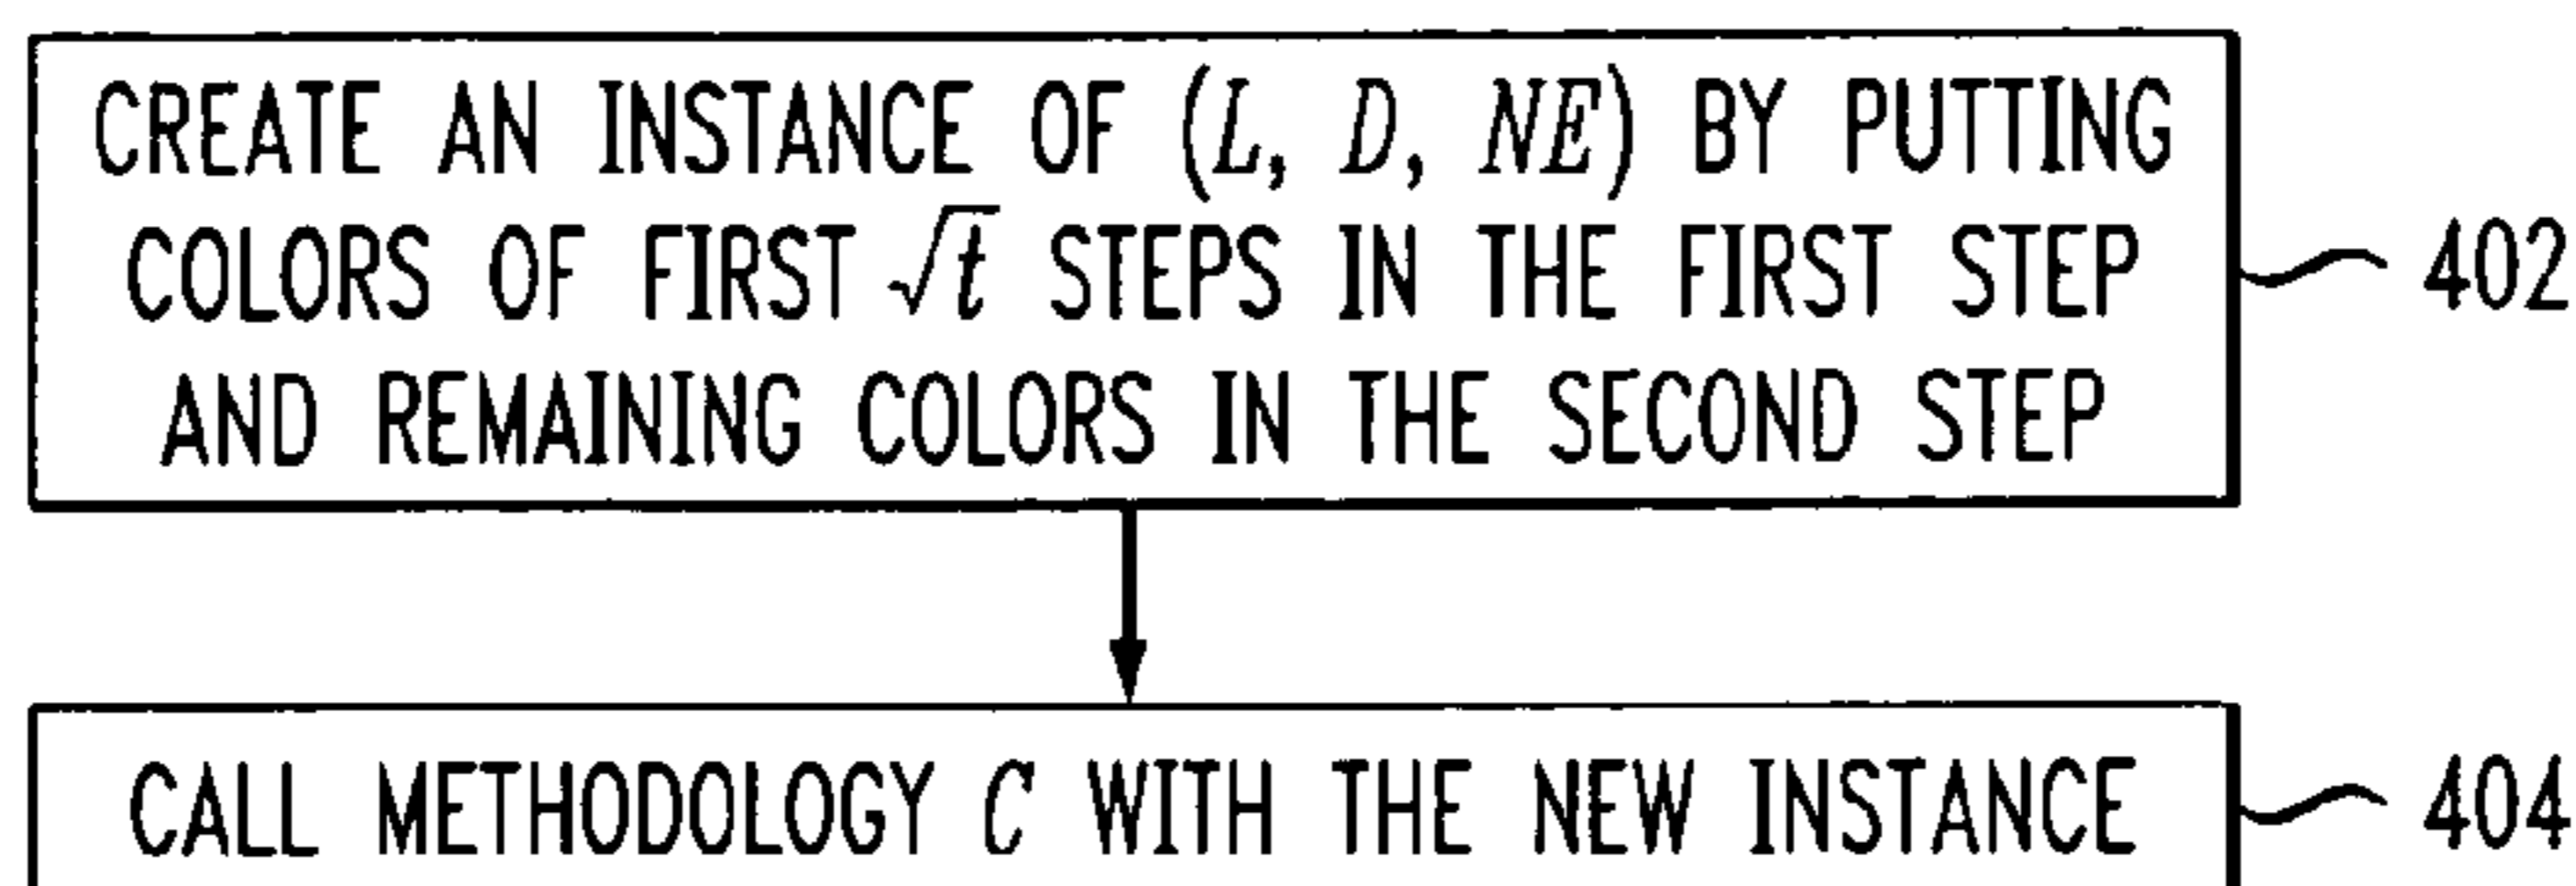 CREATE AN INSTANCE OF (L, D, NE) BY PUTTING
COLORS OF FIRST √t STEPS IN THE FIRST STEP
AND REMAINING COLORS IN THE SECOND STEP
402
CALL METHODOLOGY C WITH THE NEW INSTANCE
404